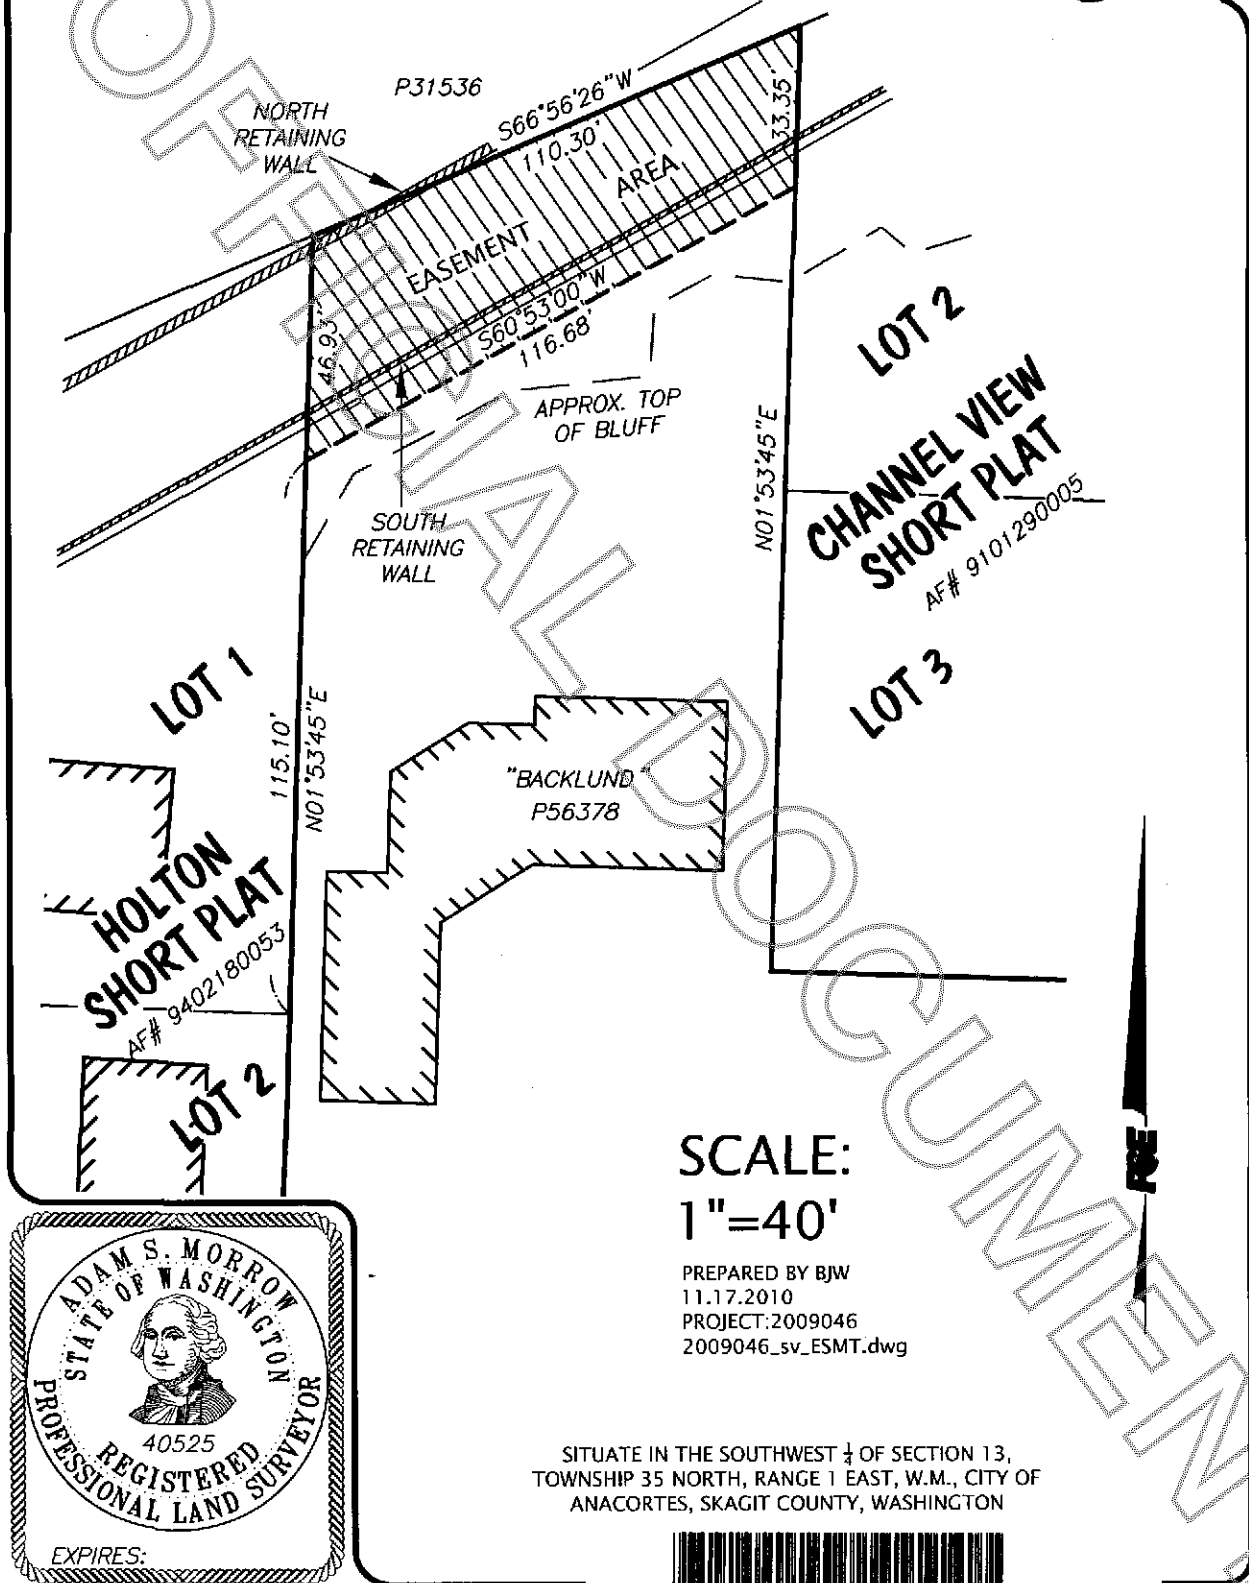 P31536
NORTH
RETAINING
WALL
S66°56'26"W
110.30'
33.35'
EASEMENT AREA
46.93'
S60°53'00"W
116.68'
APPROX. TOP
OF BLUFF
SOUTH
RETAINING
WALL
LOT 2
CHANNEL VIEW
SHORT PLAT
AF# 9101290005
N01°53'45"E
LOT 3
LOT 1
115.10'
N01°53'45"E
"BACKLUND"
P56378
HOLTON
SHORT PLAT
AF# 9402180053
LOT 2
UNOFFICIAL DOCUMENT
SCALE:
1"=40'
PREPARED BY BJW
11.17.2010
PROJECT:2009046
2009046_sv_ESMT.dwg
ADAM S. MORROW
STATE OF WASHINGTON
40525
REGISTERED
PROFESSIONAL LAND SURVEYOR
EXPIRES:
SITUATE IN THE SOUTHWEST ¼ OF SECTION 13,
TOWNSHIP 35 NORTH, RANGE 1 EAST, W.M., CITY OF
ANACORTES, SKAGIT COUNTY, WASHINGTON